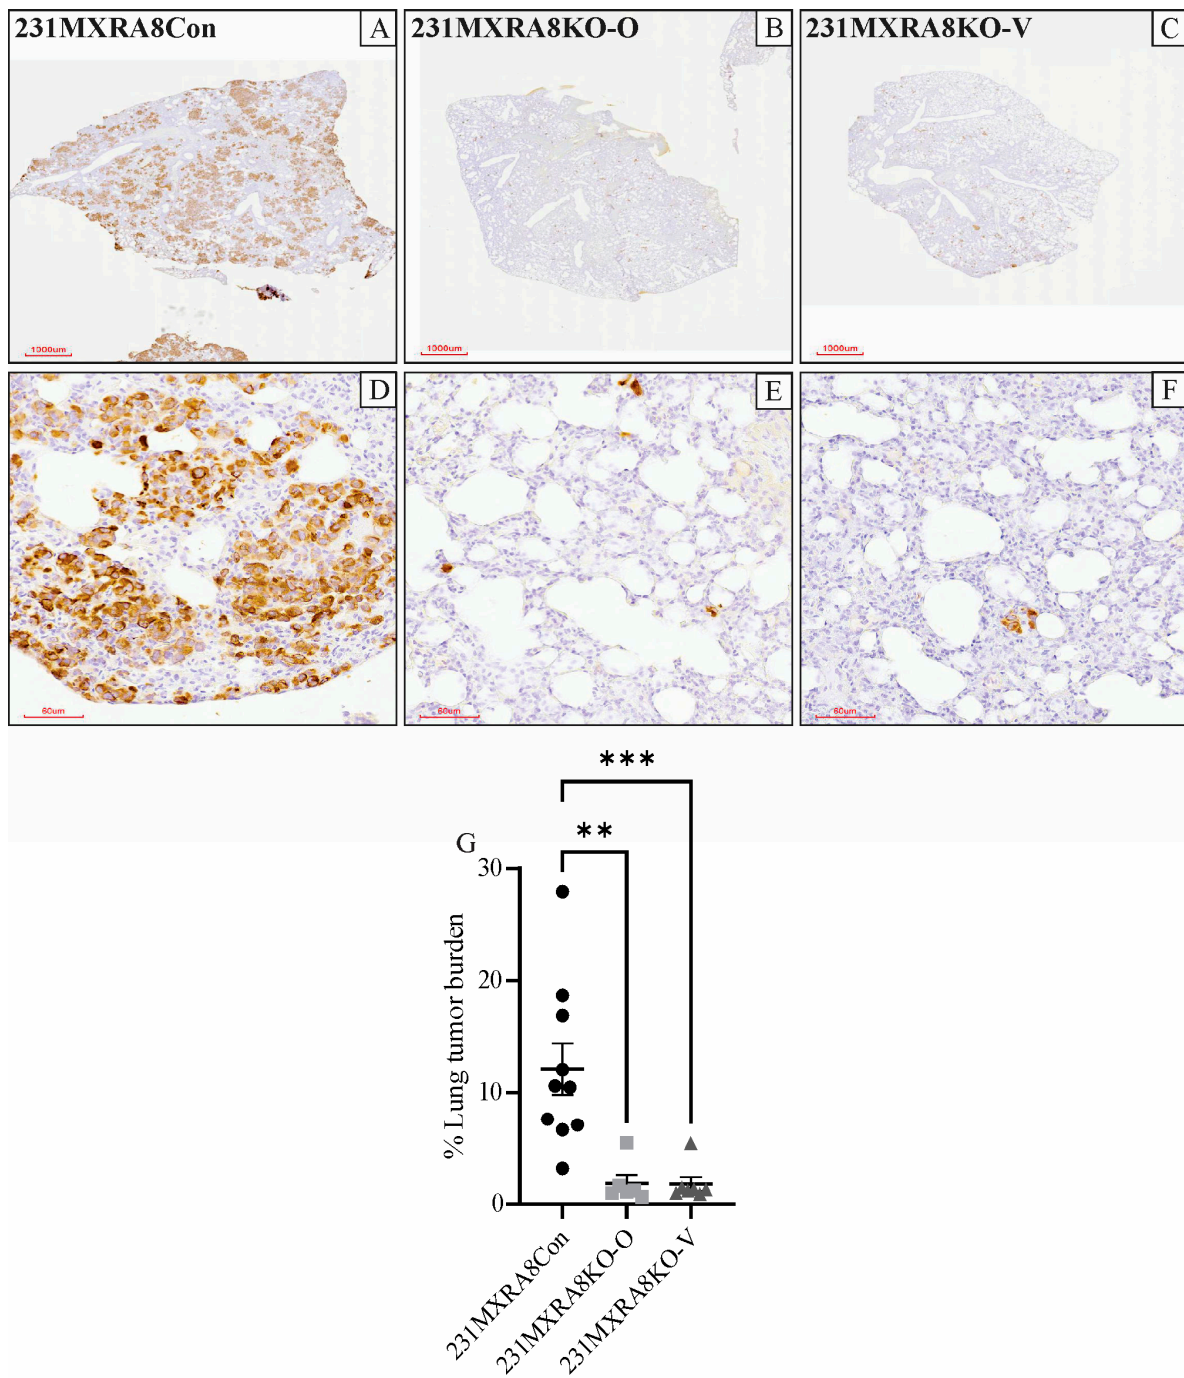 231MXRA8Con A
231MXRA8KO-O B
231MXRA8KO-V C
1000um
1000um
1000um
D
E
F
60um
60um
60um
***
**
G
30
20
10
0
% Lung tumor burden
231MXRA8Con
231MXRA8KO-O
231MXRA8KO-V